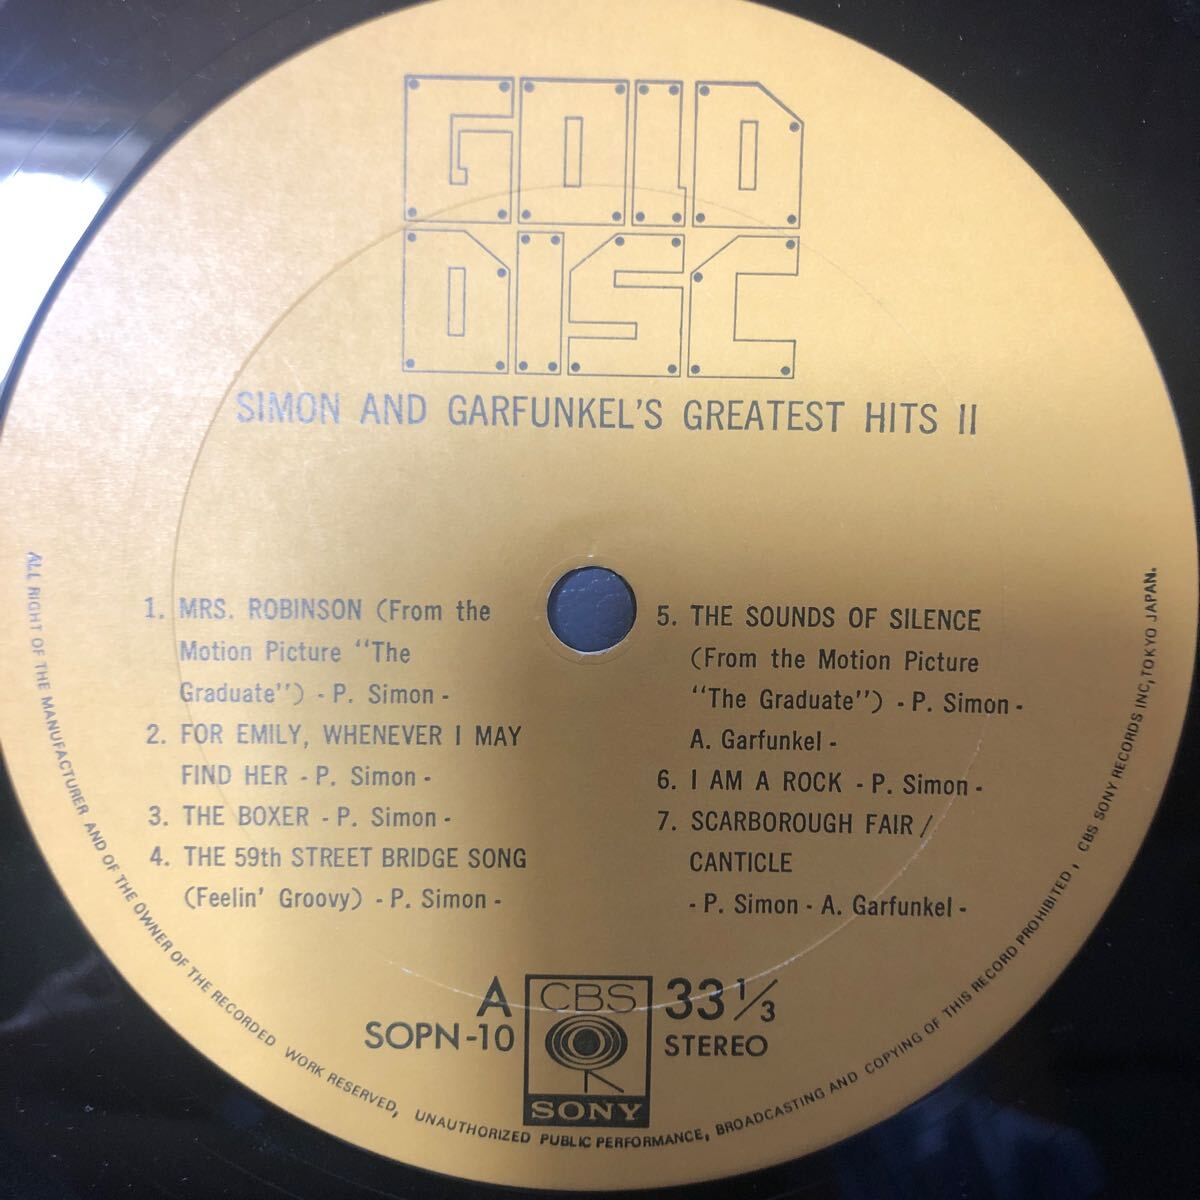 GOLD
DISC
SIMON AND GARFUNKEL'S GREATEST HITS II
1. MRS. ROBINSON (From the
Motion Picture "The
Graduate") - P. Simon -
2. FOR EMILY, WHENEVER I MAY
FIND HER - P. Simon -
3. THE BOXER - P. Simon -
4. THE 59th STREET BRIDGE SONG
(Feelin' Groovy) - P. Simon -
5. THE SOUNDS OF SILENCE
(From the Motion Picture
"The Graduate") - P. Simon -
A. Garfunkel -
6. I AM A ROCK - P. Simon -
7. SCARBOROUGH FAIR /
CANTICLE
- P. Simon - A. Garfunkel -
A
SOPN-10
CBS
SONY
33 1/3
STEREO
ALL RIGHT OF THE MANUFACTURER AND OF THE OWNER OF THE RECORDED WORK RESERVED, UNAUTHORIZED PUBLIC PERFORMANCE, BROADCASTING AND COPYING OF THIS RECORD PROHIBITED, CBS SONY RECORDS INC, TOKYO JAPAN.